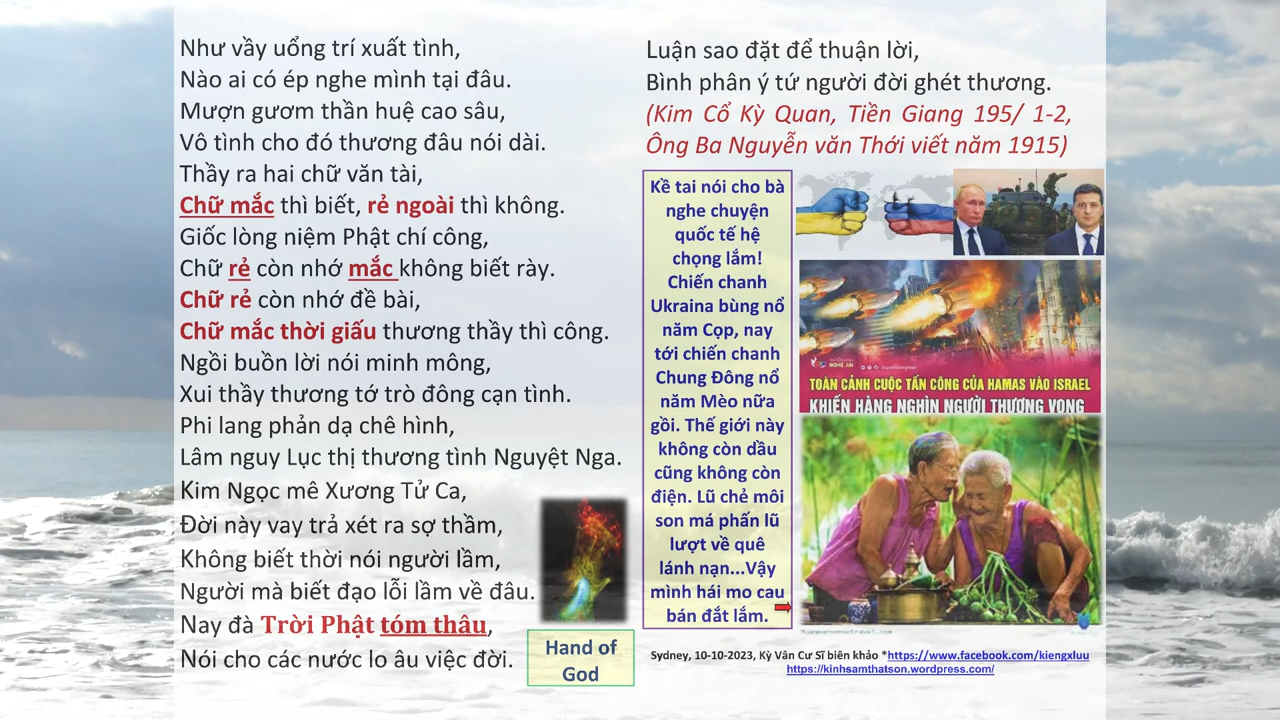 Như vầy uổng trí xuất tình,
Nào ai có ép nghe mình tại đâu.
Mượn gươm thần huệ cao sâu,
Vô tình cho đó thương đâu nói dài.
Thầy ra hai chữ văn tài,
Chữ mắc thì biết, rẻ ngoài thì không.
Giốc lòng niệm Phật chí công,
Chữ rẻ còn nhớ mắc không biết rày.
Chữ rẻ còn nhớ đề bài,
Chữ mắc thời giấu thương thầy thì công.
Ngồi buồn lời nói minh mông,
Xui thầy thương tớ trò đông cạn tình.
Phi lang phản dạ chê hình,
Lâm nguy Lục thị thương tình Nguyệt Nga.
Kim Ngọc mê Xương Tử Ca,
Đời này vay trả xét ra sợ thầm,
Không biết thời nói người lầm,
Người mà biết đạo lỗi lầm về đâu.
Nay đà Trời Phật tóm thâu,
Nói cho các nước lo âu việc đời.
Hand of
God
Luận sao đặt để thuận lời,
Bình phân ý tứ người đời ghét thương.
(Kim Cổ Kỳ Quan, Tiền Giang 195/ 1-2,
Ông Ba Nguyễn văn Thới viết năm 1915)
Kề tai nói cho bà
nghe chuyện
quốc tế hệ
chọng lắm!
Chiến chanh
Ukraina bùng nổ
năm Cọp, nay
tới chiến chanh
Chung Đông nổ
năm Mèo nữa
gồi. Thế giới này
không còn dầu
cũng không còn
điện. Lũ chẻ môi
son má phấn lũ
lượt về quê
lánh nạn...Vậy
mình hái mo cau
bán đắt lắm.
NGHỆ AN
TOÀN CẢNH CUỘC TẤN CÔNG CỦA HAMAS VÀO ISRAEL
KHIẾN HÀNG NGHÌN NGƯỜI THƯƠNG VONG
Sydney, 10-10-2023, Kỳ Vân Cư Sĩ biên khảo *https://www.facebook.com/kiengxluu
https://kinhsamthatson.wordpress.com/